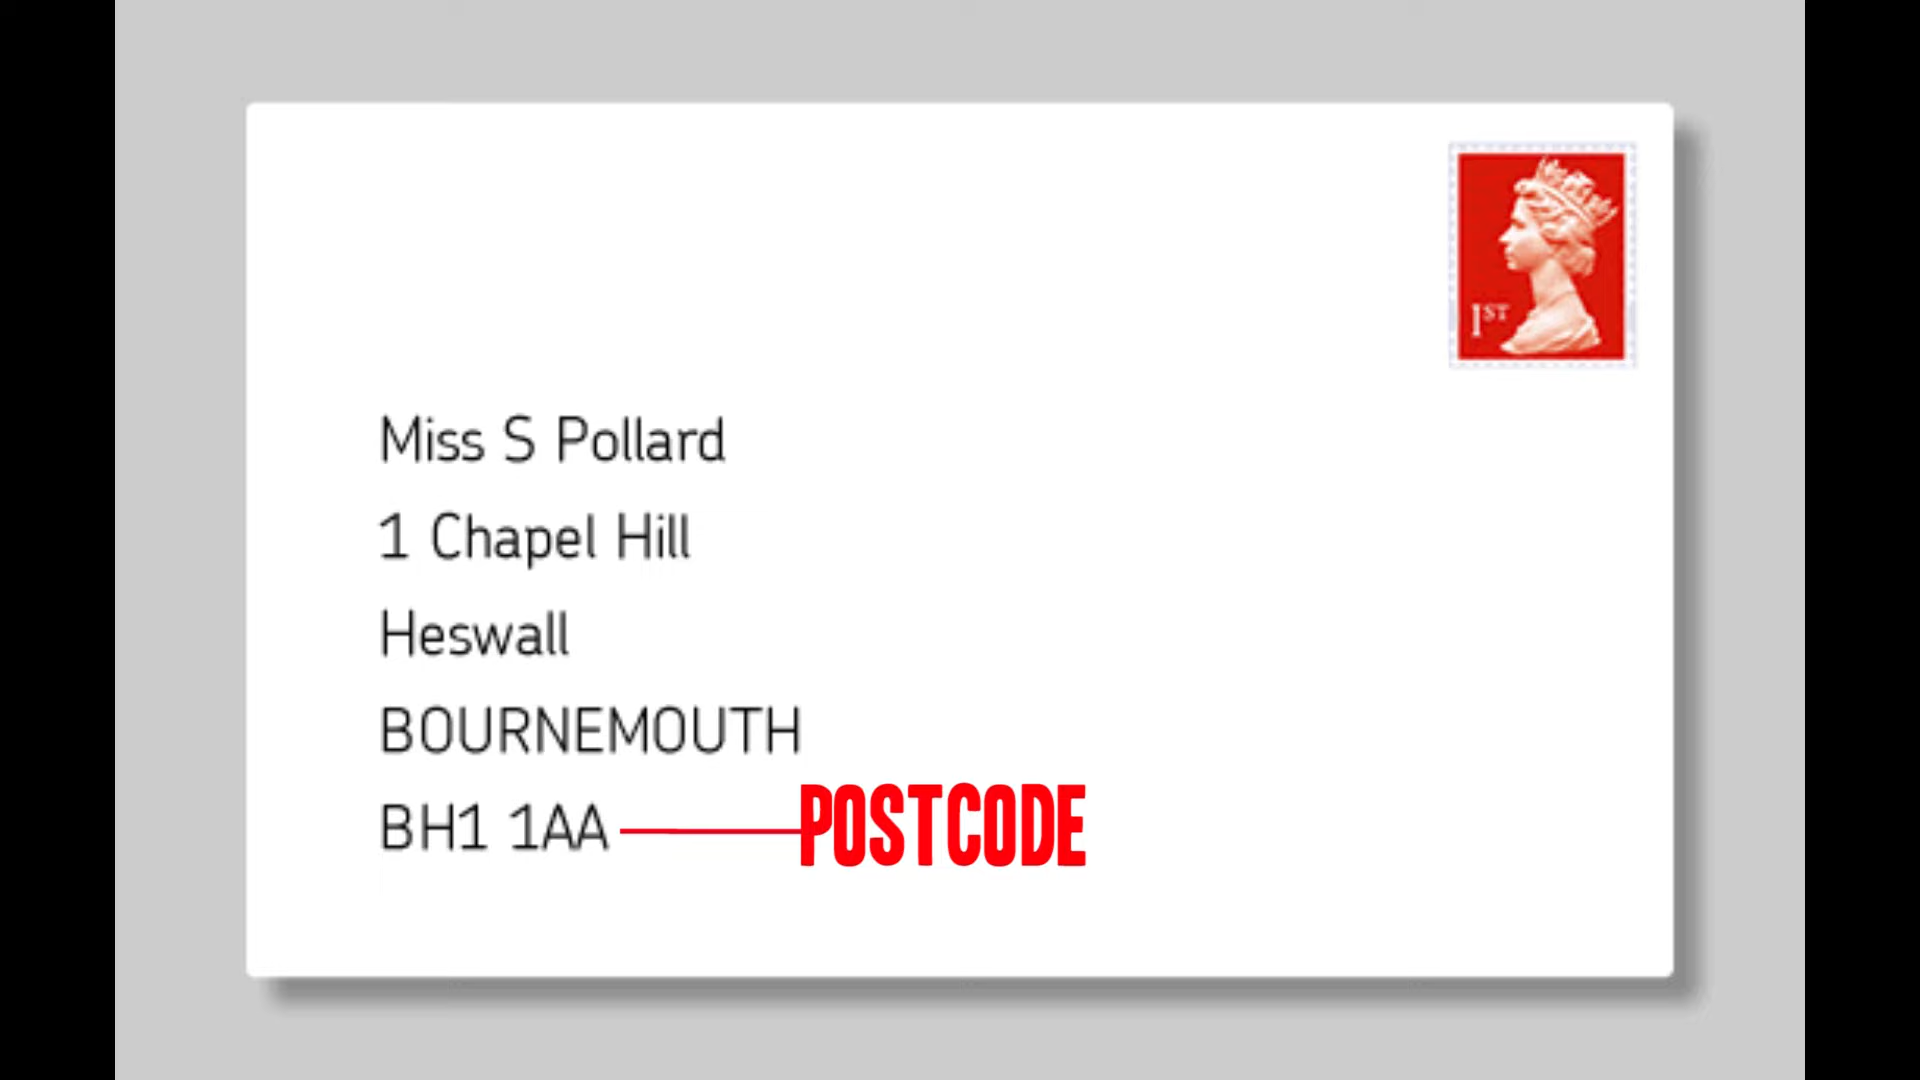 1ST
Miss S Pollard
1 Chapel Hill
Heswall
BOURNEMOUTH
BH1 1AA POSTCODE